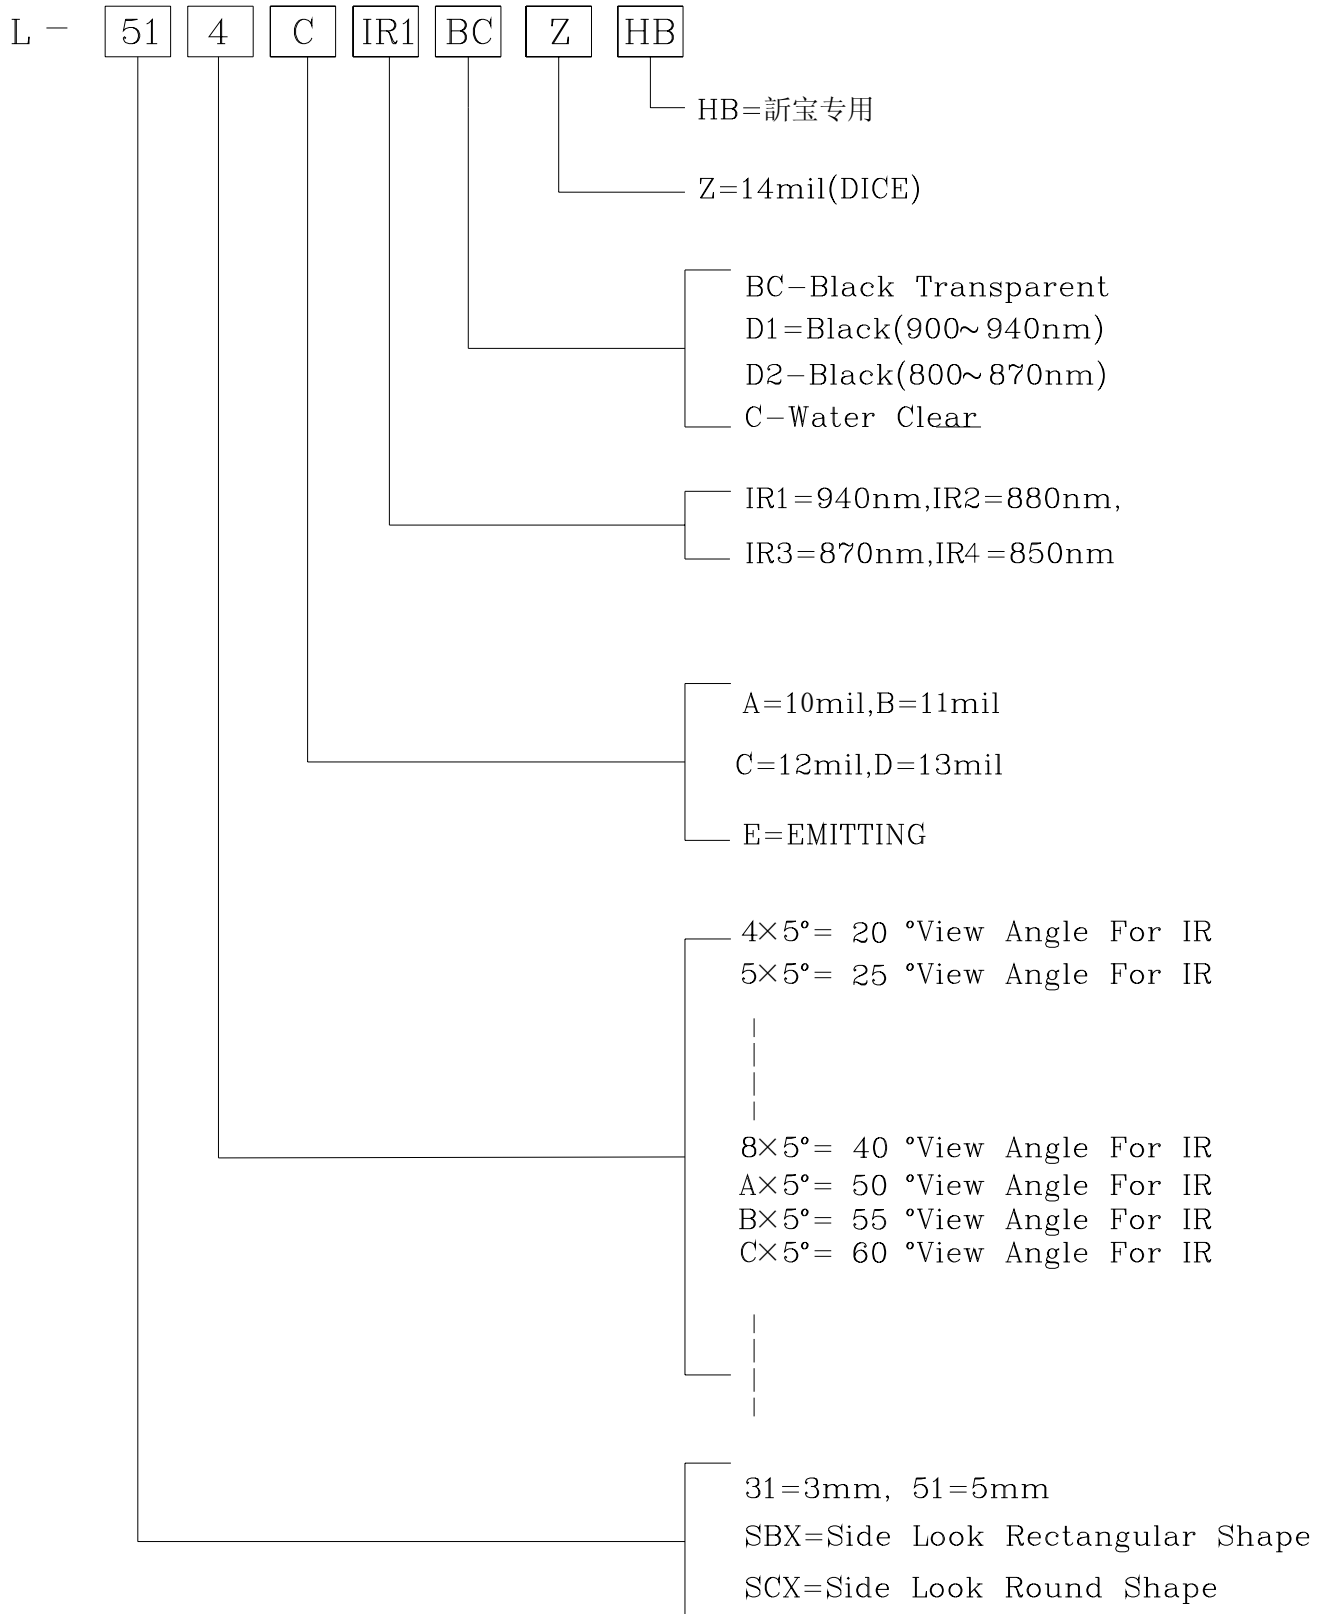 L- 51 4 C IR1 BC Z HB
HB=訢宝专用
Z=14mil(DICE)
BC-Black Transparent
D1=Black(900~940nm)
D2-Black(800~870nm)
C-Water Clear
IR1=940nm,IR2=880nm,
IR3=870nm,IR4=850nm
A=10mil,B=11mil
C=12mil,D=13mil
E=EMITTING
4×5°= 20 °View Angle For IR
5×5°= 25 °View Angle For IR
8×5°= 40 °View Angle For IR
A×5°= 50 °View Angle For IR
B×5°= 55 °View Angle For IR
C×5°= 60 °View Angle For IR
31=3mm, 51=5mm
SBX=Side Look Rectangular Shape
SCX=Side Look Round Shape